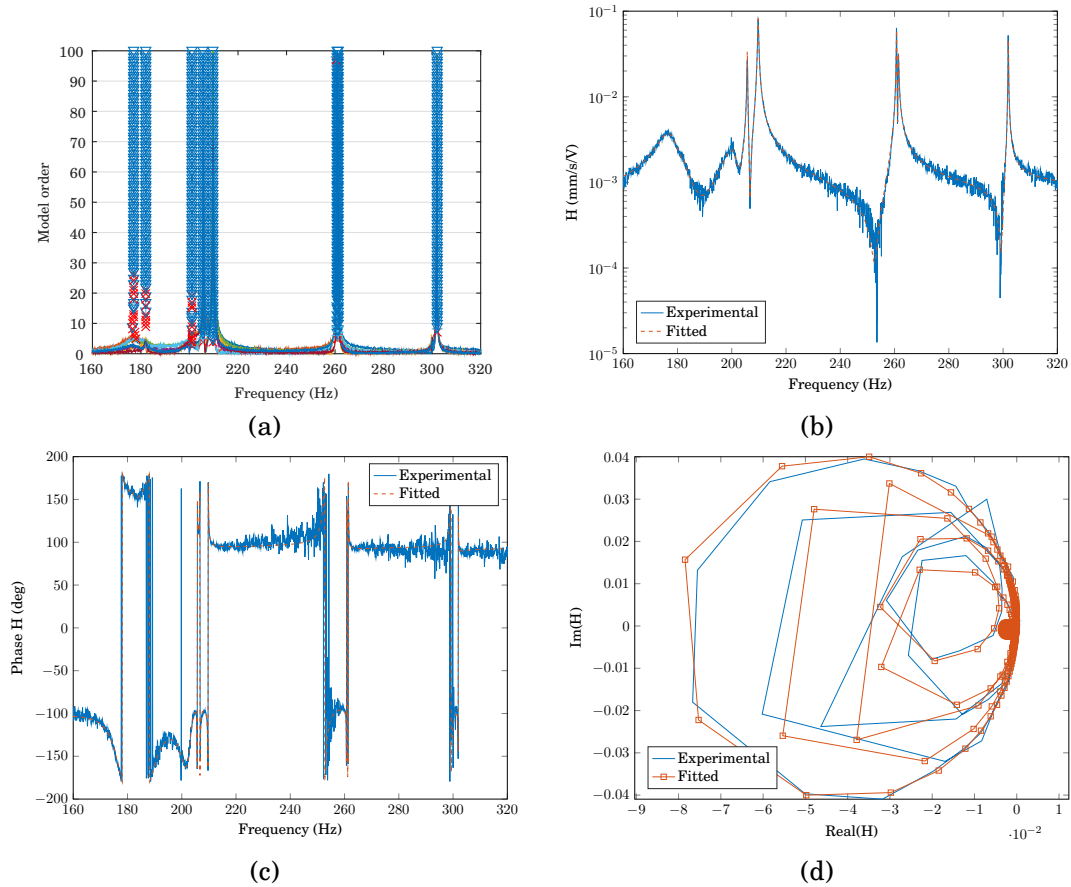 100
90
80
70
60
50
40
30
20
10
0
Model order
160 180 200 220 240 260 280 300 320
Frequency (Hz)
(a)
10⁻¹
10⁻²
10⁻³
10⁻⁴
10⁻⁵
H (mm/s/V)
Experimental
Fitted
160 180 200 220 240 260 280 300 320
Frequency (Hz)
(b)
200
150
100
50
0
−50
−100
−150
−200
Phase H (deg)
Experimental
Fitted
160 180 200 220 240 260 280 300 320
Frequency (Hz)
(c)
0.04
0.03
0.02
0.01
0
−0.01
−0.02
−0.03
−0.04
Im(H)
Experimental
Fitted
−9 −8 −7 −6 −5 −4 −3 −2 −1 0 1
Real(H)
·10⁻²
(d)